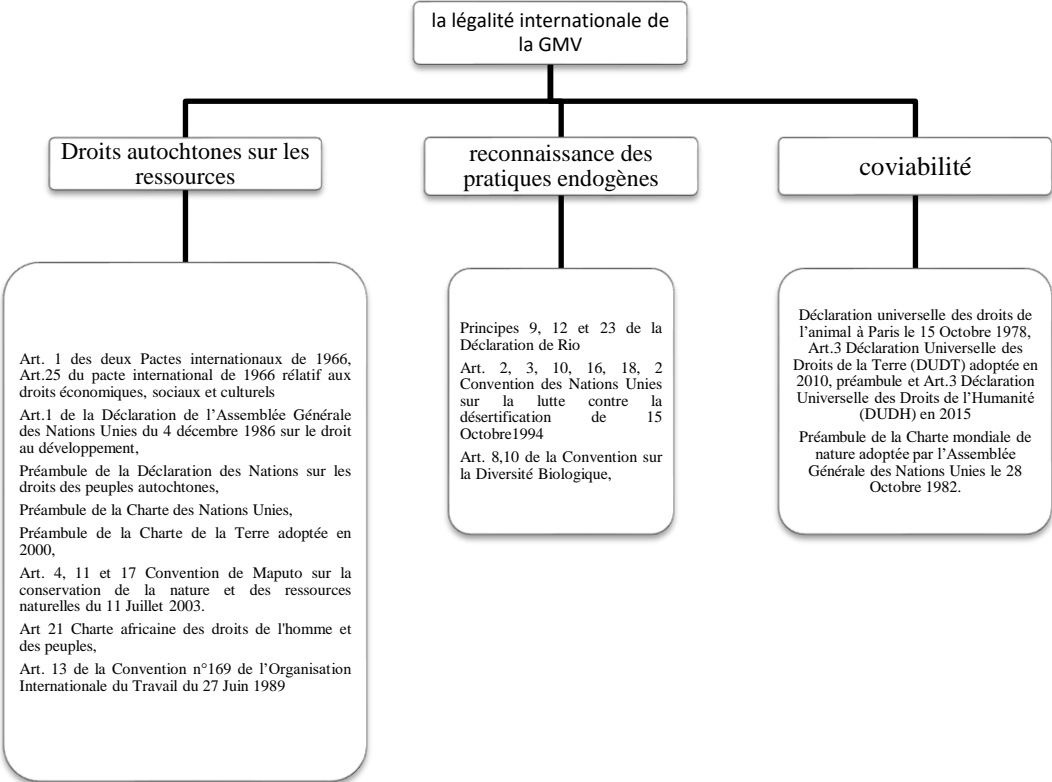 la légalité internationale de
la GMV
Droits autochtones sur les
ressources
reconnaissance des
pratiques endogènes
coviabilité
Art. 1 des deux Pactes internationaux de 1966,
Art.25 du pacte international de 1966 rélatif aux
droits économiques, sociaux et culturels
Art.1 de la Déclaration de l’Assemblée Générale
des Nations Unies du 4 décembre 1986 sur le droit
au développement,
Préambule de la Déclaration des Nations sur les
droits des peuples autochtones,
Préambule de la Charte des Nations Unies,
Préambule de la Charte de la Terre adoptée en
2000,
Art. 4, 11 et 17 Convention de Maputo sur la
conservation de la nature et des ressources
naturelles du 11 Juillet 2003.
Art 21 Charte africaine des droits de l'homme et
des peuples,
Art. 13 de la Convention n°169 de l’Organisation
Internationale du Travail du 27 Juin 1989
Principes 9, 12 et 23 de la
Déclaration de Rio
Art. 2, 3, 10, 16, 18, 2
Convention des Nations Unies
sur la lutte contre la
désertification de 15
Octobre1994
Art. 8,10 de la Convention sur
la Diversité Biologique,
Déclaration universelle des droits de
l’animal à Paris le 15 Octobre 1978,
Art.3 Déclaration Universelle des
Droits de la Terre (DUDT) adoptée en
2010, préambule et Art.3 Déclaration
Universelle des Droits de l’Humanité
(DUDH) en 2015
Préambule de la Charte mondiale de
nature adoptée par l’Assemblée
Générale des Nations Unies le 28
Octobre 1982.